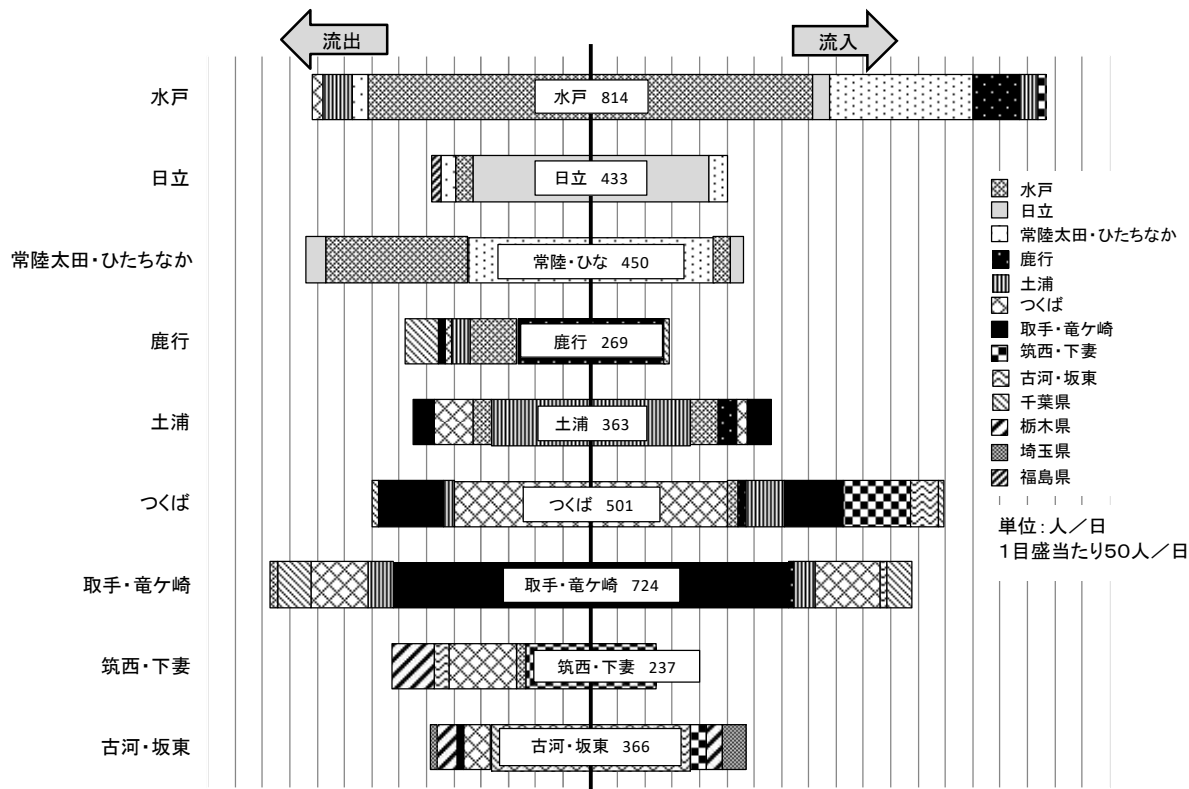 流出
流入
水戸
水戸 814
日立
日立 433
常陸太田・ひたちなか
常陸・ひな 450
鹿行
鹿行 269
土浦
土浦 363
つくば
つくば 501
取手・竜ケ崎
取手・竜ケ崎 724
筑西・下妻
筑西・下妻 237
古河・坂東
古河・坂東 366
水戸
日立
常陸太田・ひたちなか
鹿行
土浦
つくば
取手・竜ケ崎
筑西・下妻
古河・坂東
千葉県
栃木県
埼玉県
福島県
単位：人／日
１目盛当たり５０人／日